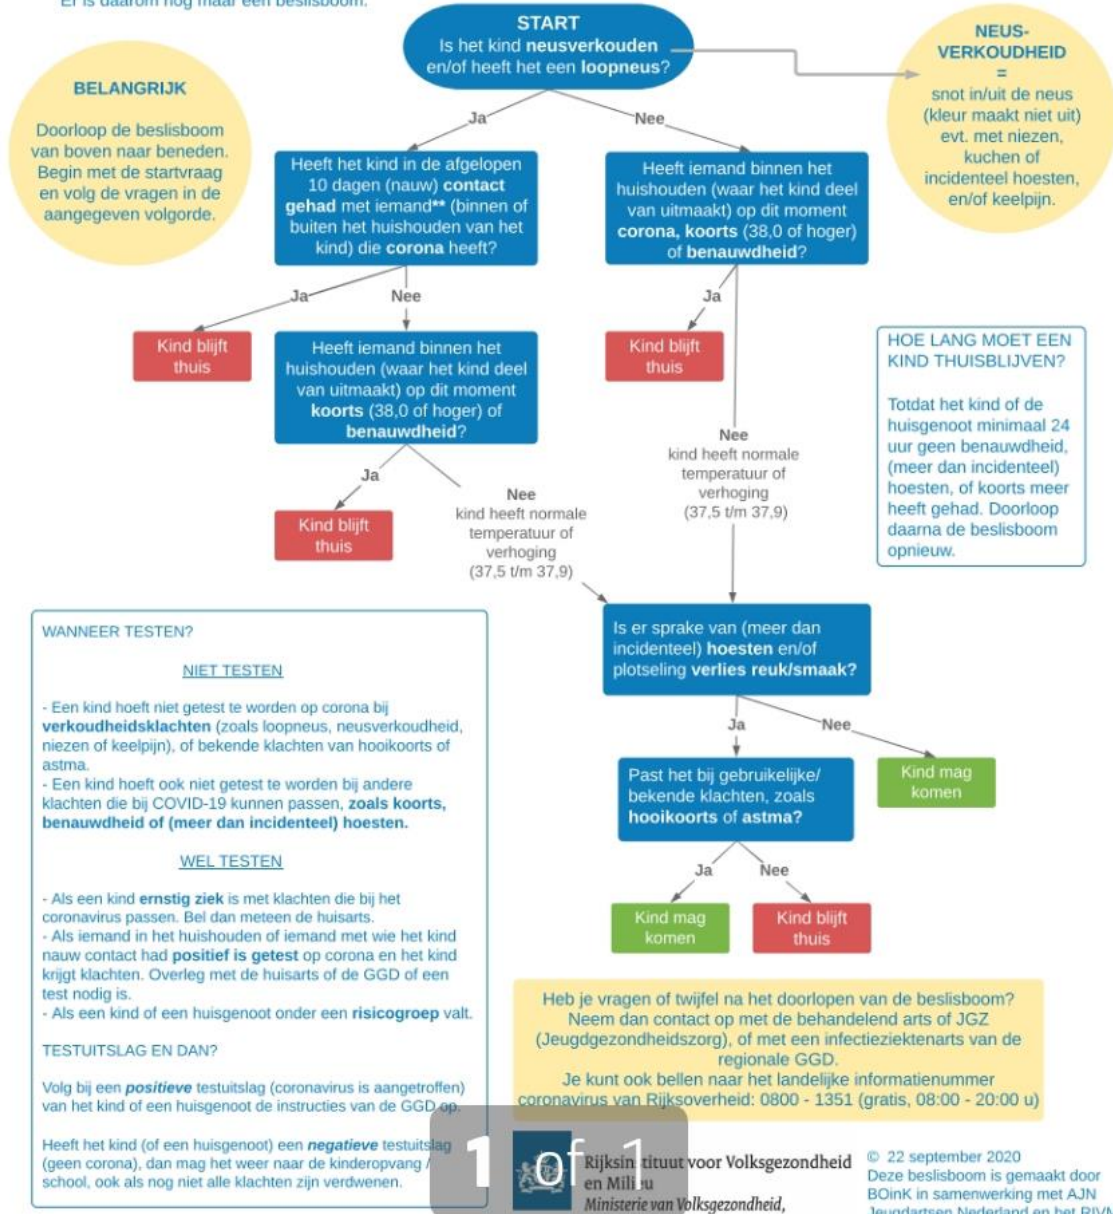 Er is daarom nog maar één beslisboom.
START
Is het kind neusverkouden
en/of heeft het een loopneus?
NEUS-
VERKOUDHEID
=
snot in/uit de neus
(kleur maakt niet uit)
evt. met niezen,
kuchen of
incidenteel hoesten,
en/of keelpijn.
BELANGRIJK
Doorloop de beslisboom
van boven naar beneden.
Begin met de startvraag
en volg de vragen in de
aangegeven volgorde.
Ja
Nee
Heeft het kind in de afgelopen
10 dagen (nauw) contact
gehad met iemand** (binnen of
buiten het huishouden van het
kind) die corona heeft?
Heeft iemand binnen het
huishouden (waar het kind deel
van uitmaakt) op dit moment
corona, koorts (38,0 of hoger)
of benauwdheid?
Ja
Nee
Ja
Kind blijft
thuis
Heeft iemand binnen het
huishouden (waar het kind deel
van uitmaakt) op dit moment
koorts (38,0 of hoger) of
benauwdheid?
Kind blijft
thuis
HOE LANG MOET EEN
KIND THUISBLIJVEN?
Totdat het kind of de
huisgenoot minimaal 24
uur geen benauwdheid,
(meer dan incidenteel)
hoesten, of koorts meer
heeft gehad. Doorloop
daarna de beslisboom
opnieuw.
Nee
kind heeft normale
temperatuur of
verhoging
(37,5 t/m 37,9)
Ja
Kind blijft
thuis
Nee
kind heeft normale
temperatuur of
verhoging
(37,5 t/m 37,9)
Is er sprake van (meer dan
incidenteel) hoesten en/of
plotseling verlies reuk/smaak?
Ja
Nee
Past het bij gebruikelijke/
bekende klachten, zoals
hooikoorts of astma?
Kind mag
komen
Ja
Nee
Kind mag
komen
Kind blijft
thuis
WANNEER TESTEN?
NIET TESTEN
- Een kind hoeft niet getest te worden op corona bij
verkoudheidsklachten (zoals loopneus, neusverkoudheid,
niezen of keelpijn), of bekende klachten van hooikoorts of
astma.
- Een kind hoeft ook niet getest te worden bij andere
klachten die bij COVID-19 kunnen passen, zoals koorts,
benauwdheid of (meer dan incidenteel) hoesten.
WEL TESTEN
- Als een kind ernstig ziek is met klachten die bij het
coronavirus passen. Bel dan meteen de huisarts.
- Als iemand in het huishouden of iemand met wie het kind
nauw contact had positief is getest op corona en het kind
krijgt klachten. Overleg met de huisarts of de GGD of een
test nodig is.
- Als een kind of een huisgenoot onder een risicogroep valt.
TESTUITSLAG EN DAN?
Volg bij een positieve testuitslag (coronavirus is aangetroffen)
van het kind of een huisgenoot de instructies van de GGD op.
Heeft het kind (of een huisgenoot) een negatieve testuitslag
(geen corona), dan mag het weer naar de kinderopvang /
school, ook als nog niet alle klachten zijn verdwenen.
Heb je vragen of twijfel na het doorlopen van de beslisboom?
Neem dan contact op met de behandelend arts of JGZ
(Jeugdgezondheidszorg), of met een infectieziektenarts van de
regionale GGD.
Je kunt ook bellen naar het landelijke informatienummer
coronavirus van Rijksoverheid: 0800 - 1351 (gratis, 08:00 - 20:00 u)
1 of 1
Rijksinstituut voor Volksgezondheid
en Milieu
Ministerie van Volksgezondheid,
© 22 september 2020
Deze beslisboom is gemaakt door
BOinK in samenwerking met AJN
Jeugdartsen Nederland en het RIVM